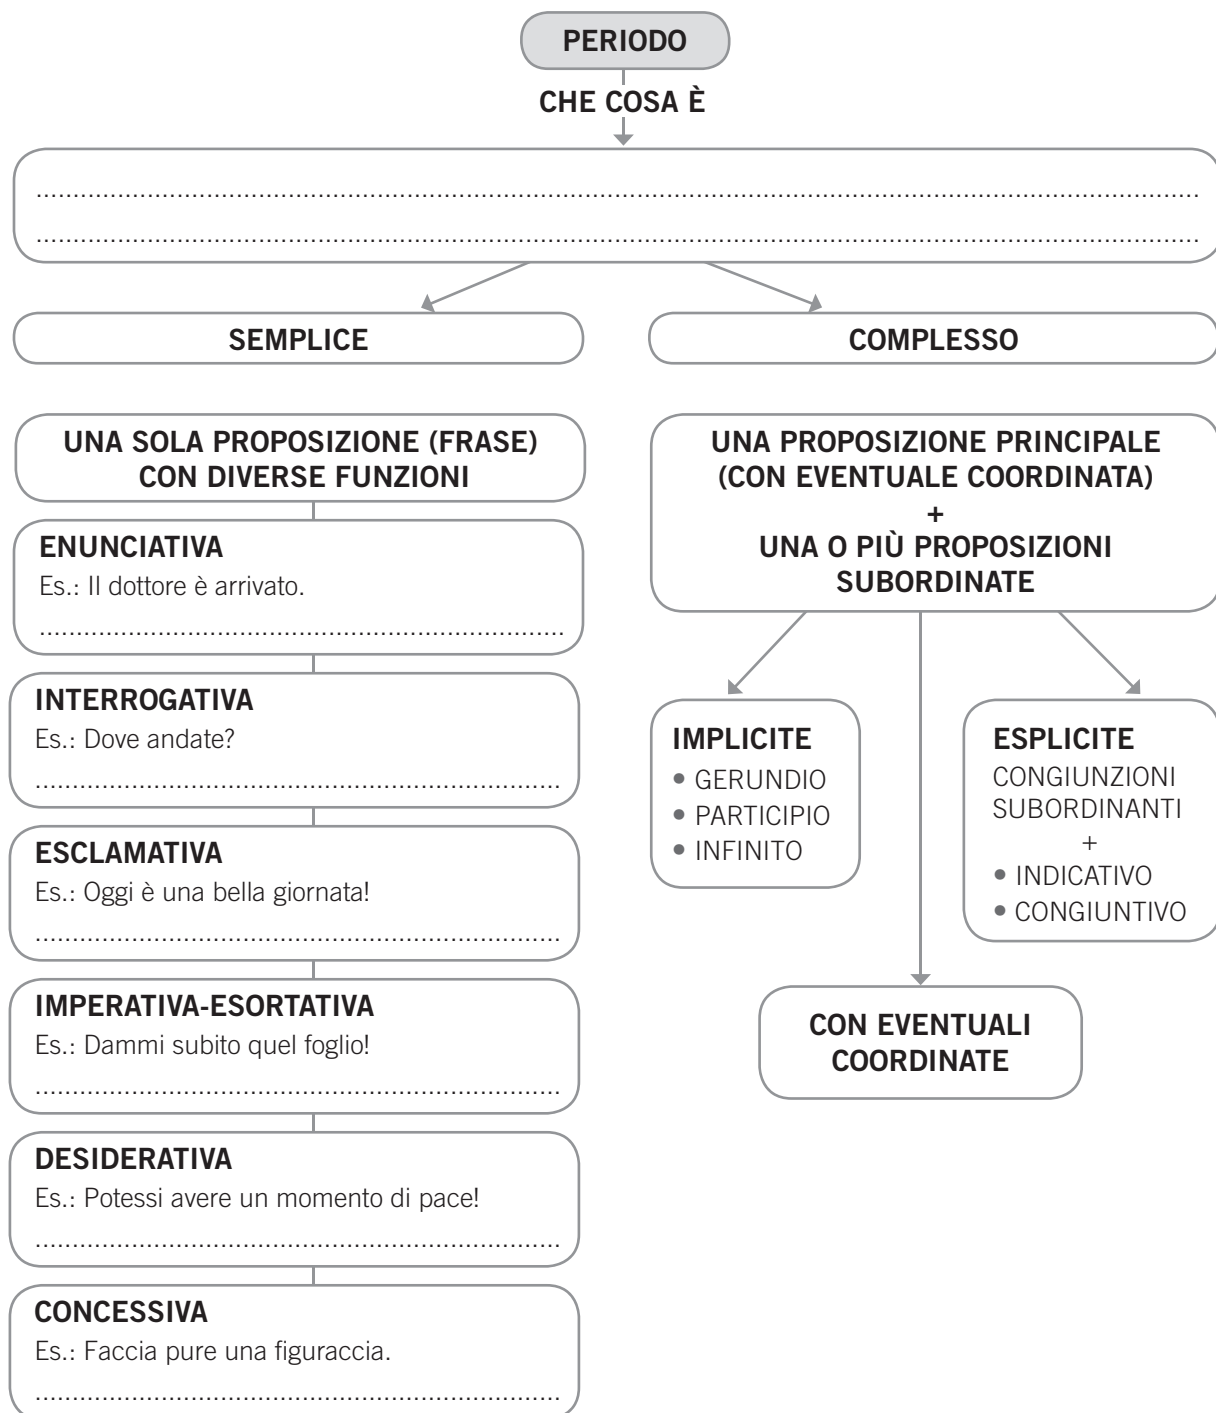 PERIODO
CHE COSA È
....................................................................................................................................................................
....................................................................................................................................................................
SEMPLICE
UNA SOLA PROPOSIZIONE (FRASE)
CON DIVERSE FUNZIONI
ENUNCIATIVA
Es.: Il dottore è arrivato.
........................................................................
INTERROGATIVA
Es.: Dove andate?
........................................................................
ESCLAMATIVA
Es.: Oggi è una bella giornata!
........................................................................
IMPERATIVA-ESORTATIVA
Es.: Dammi subito quel foglio!
........................................................................
DESIDERATIVA
Es.: Potessi avere un momento di pace!
........................................................................
CONCESSIVA
Es.: Faccia pure una figuraccia.
........................................................................
COMPLESSO
UNA PROPOSIZIONE PRINCIPALE
(CON EVENTUALE COORDINATA)
+
UNA O PIÙ PROPOSIZIONI
SUBORDINATE
IMPLICITE
• GERUNDIO
• PARTICIPIO
• INFINITO
ESPLICITE
CONGIUNZIONI
SUBORDINANTI
+
• INDICATIVO
• CONGIUNTIVO
CON EVENTUALI
COORDINATE